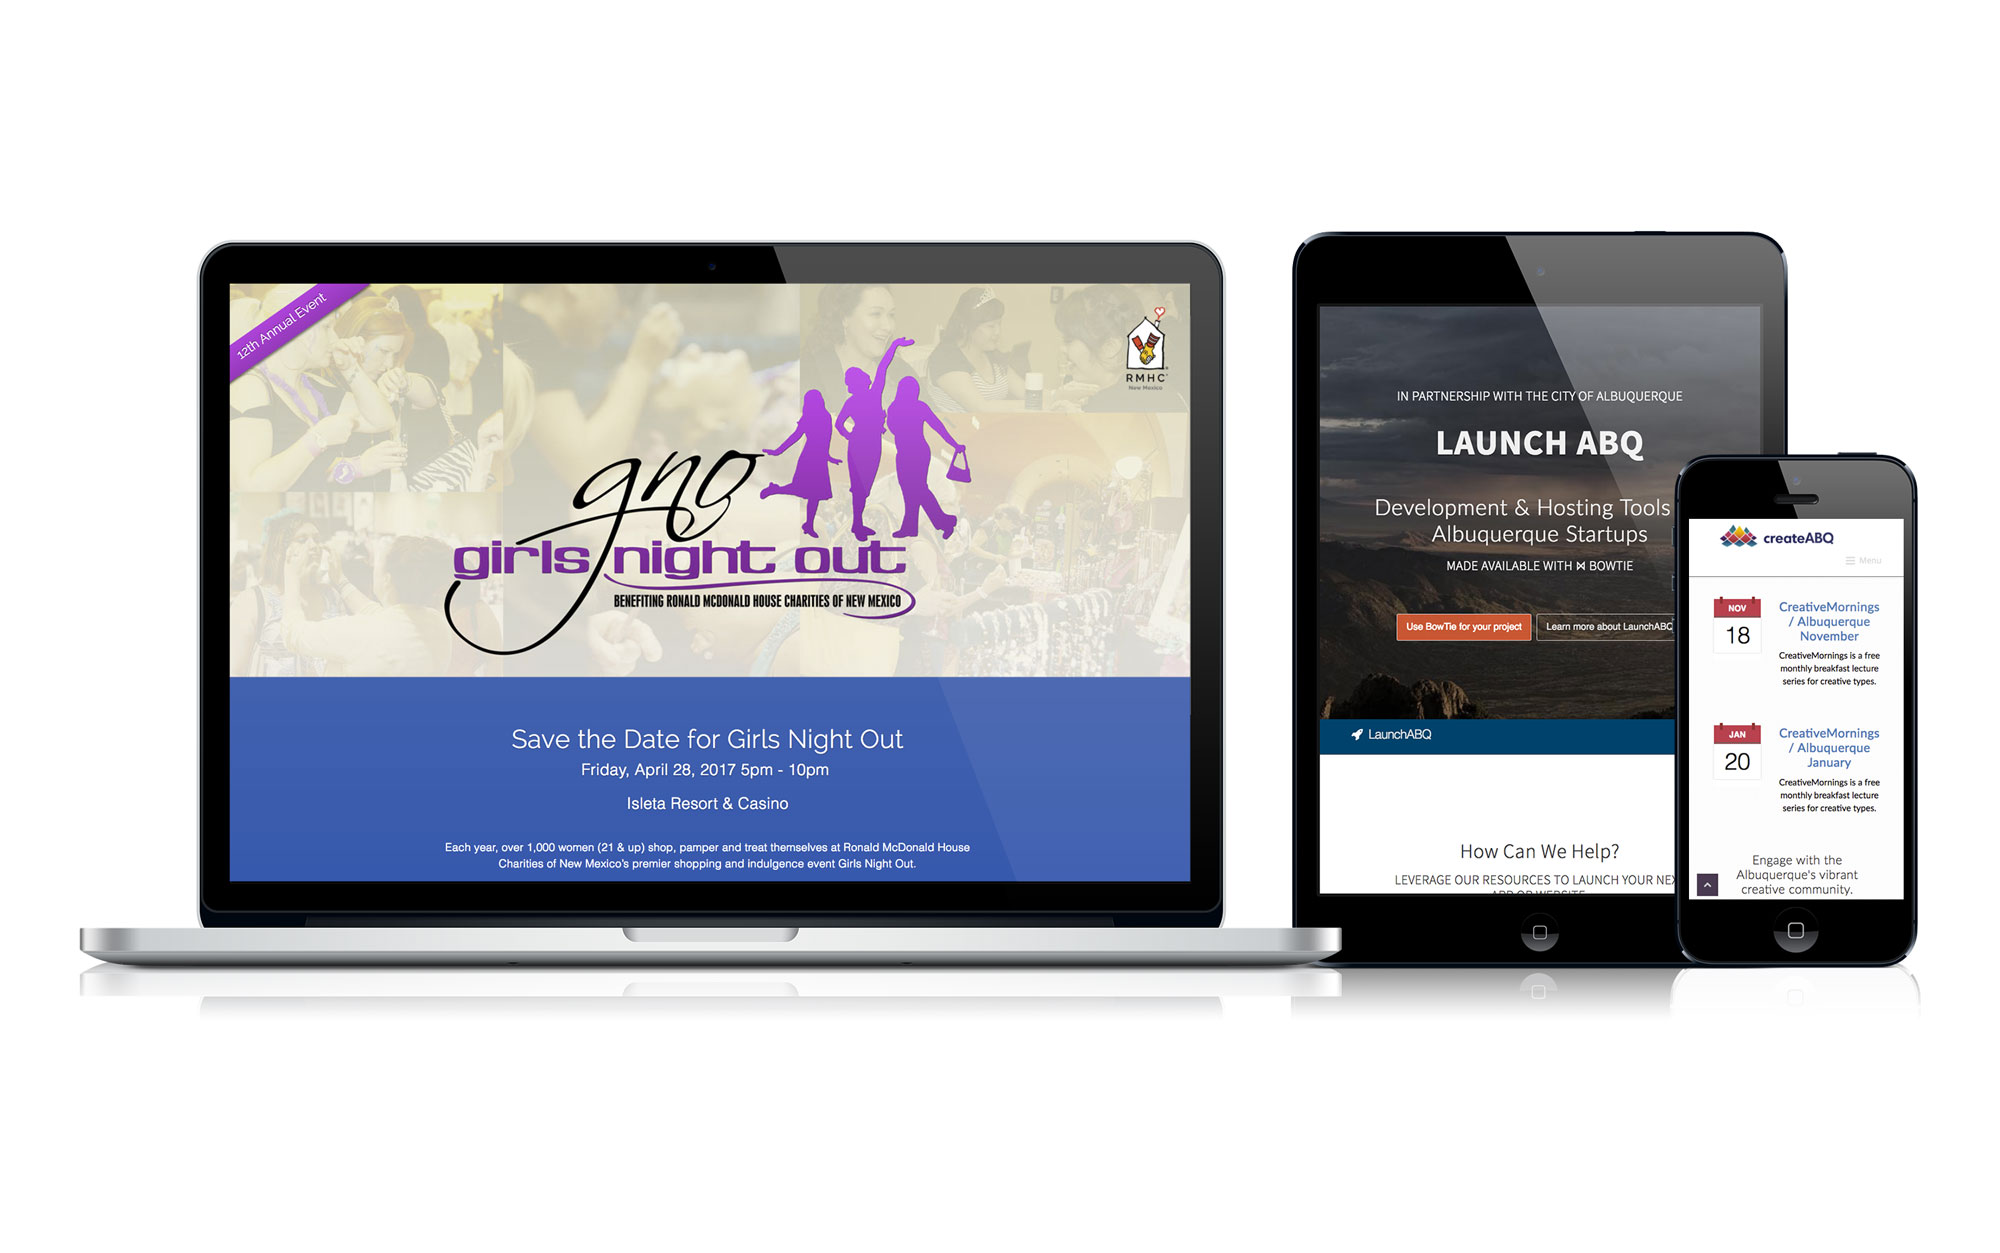 12th Annual Event
RMHC®
New Mexico
gno
girls night out
BENEFITING RONALD MCDONALD HOUSE CHARITIES OF NEW MEXICO
Save the Date for Girls Night Out
Friday, April 28, 2017 5pm - 10pm
Isleta Resort & Casino
Each year, over 1,000 women (21 & up) shop, pamper and treat themselves at Ronald McDonald House
Charities of New Mexico's premier shopping and indulgence event Girls Night Out.
IN PARTNERSHIP WITH THE CITY OF ALBUQUERQUE
LAUNCH ABQ
Development & Hosting Tools
Albuquerque Startups
MADE AVAILABLE WITH ⋈ BOWTIE
Use BowTie for your project
Learn more about LaunchABQ
LaunchABQ
How Can We Help?
LEVERAGE OUR RESOURCES TO LAUNCH YOUR
createABQ
Menu
NOV
18
CreativeMornings
/ Albuquerque
November
CreativeMornings is a free
monthly breakfast lecture
series for creative types.
JAN
20
CreativeMornings
/ Albuquerque
January
CreativeMornings is a free
monthly breakfast lecture
series for creative types.
Engage with the
Albuquerque's vibrant
creative community.